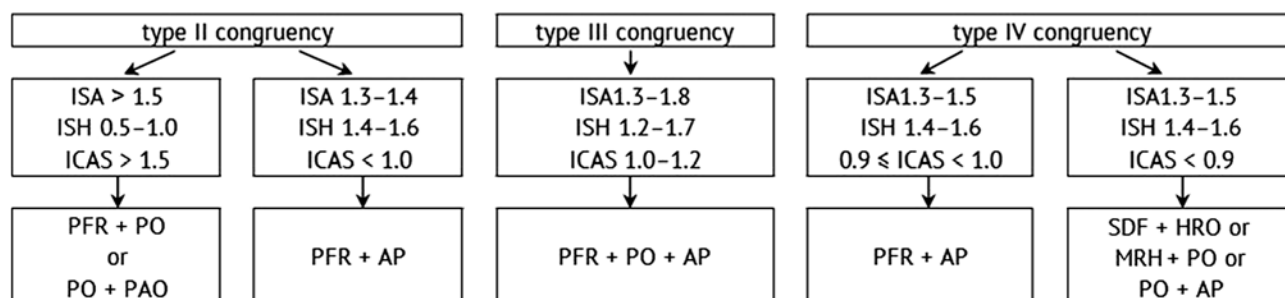 type II congruency
type III congruency
type IV congruency
ISA > 1.5
ISH 0.5–1.0
ICAS > 1.5
ISA 1.3–1.4
ISH 1.4–1.6
ICAS < 1.0
ISA1.3–1.8
ISH 1.2–1.7
ICAS 1.0–1.2
ISA1.3–1.5
ISH 1.4–1.6
0.9 ⩽ ICAS < 1.0
ISA1.3–1.5
ISH 1.4–1.6
ICAS < 0.9
PFR + PO
or
PO + PAO
PFR + AP
PFR + PO + AP
PFR + AP
SDF + HRO or
MRH + PO or
PO + AP